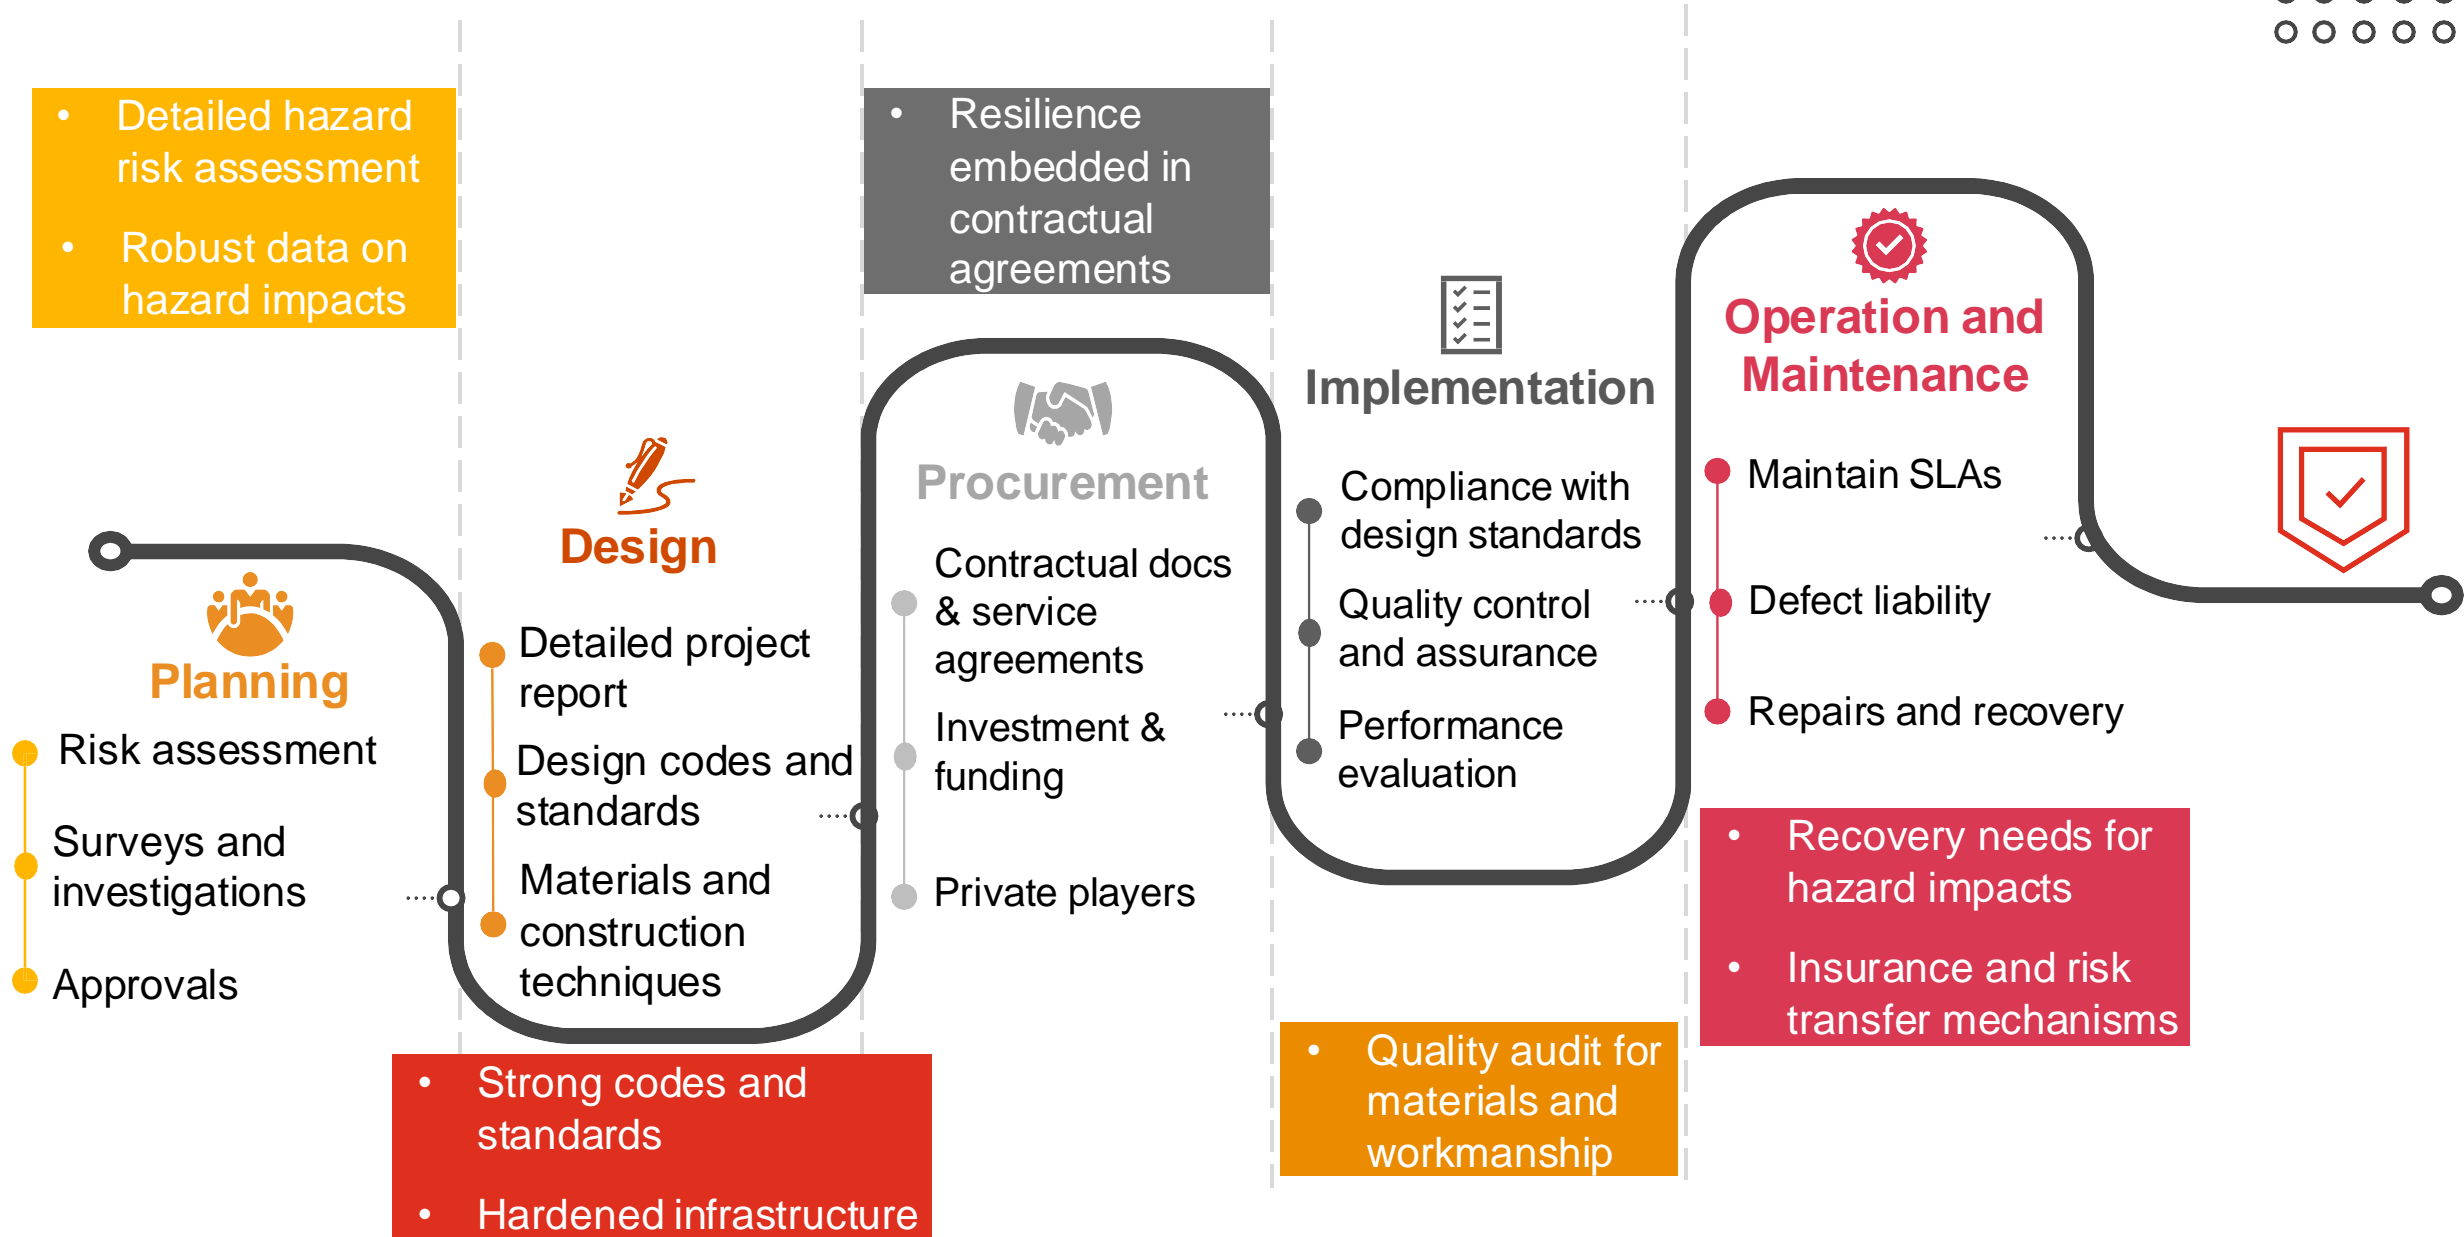 • Detailed hazard
risk assessment
• Robust data on
hazard impacts
Planning
Risk assessment
Surveys and
investigations
Approvals
Design
Detailed project
report
Design codes and
standards
Materials and
construction
techniques
• Strong codes and
standards
• Hardened infrastructure
• Resilience
embedded in
contractual
agreements
Procurement
Contractual docs
& service
agreements
Investment &
funding
Private players
Implementation
Compliance with
design standards
Quality control
and assurance
Performance
evaluation
• Quality audit for
materials and
workmanship
Operation and
Maintenance
Maintain SLAs
Defect liability
Repairs and recovery
• Recovery needs for
hazard impacts
• Insurance and risk
transfer mechanisms